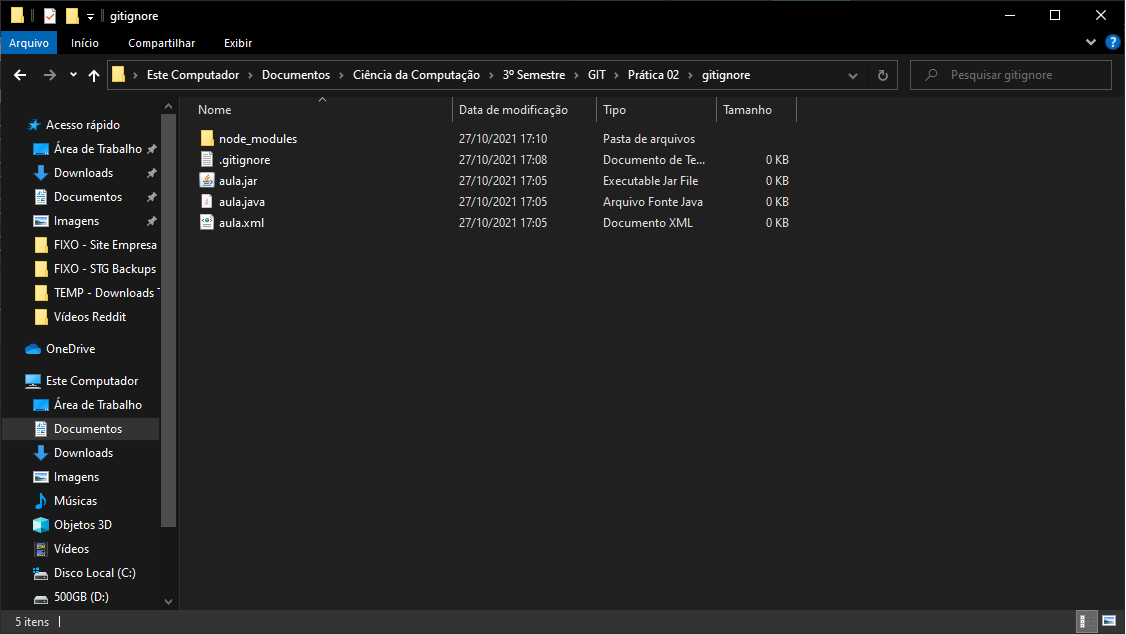 gitignore
Arquivo Início Compartilhar Exibir
Este Computador Documentos Ciência da Computação 3º Semestre GIT Prática 02 gitignore
Pesquisar gitignore
Acesso rápido
Área de Trabalho
Downloads
Documentos
Imagens
FIXO - Site Empresa
FIXO - STG Backups
TEMP - Downloads T
Vídeos Reddit
OneDrive
Este Computador
Área de Trabalho
Documentos
Downloads
Imagens
Músicas
Objetos 3D
Vídeos
Disco Local (C:)
500GB (D:)
Nome Data de modificação Tipo Tamanho
node_modules 27/10/2021 17:10 Pasta de arquivos
.gitignore 27/10/2021 17:08 Documento de Te... 0 KB
aula.jar 27/10/2021 17:05 Executable Jar File 0 KB
aula.java 27/10/2021 17:05 Arquivo Fonte Java 0 KB
aula.xml 27/10/2021 17:05 Documento XML 0 KB
5 itens